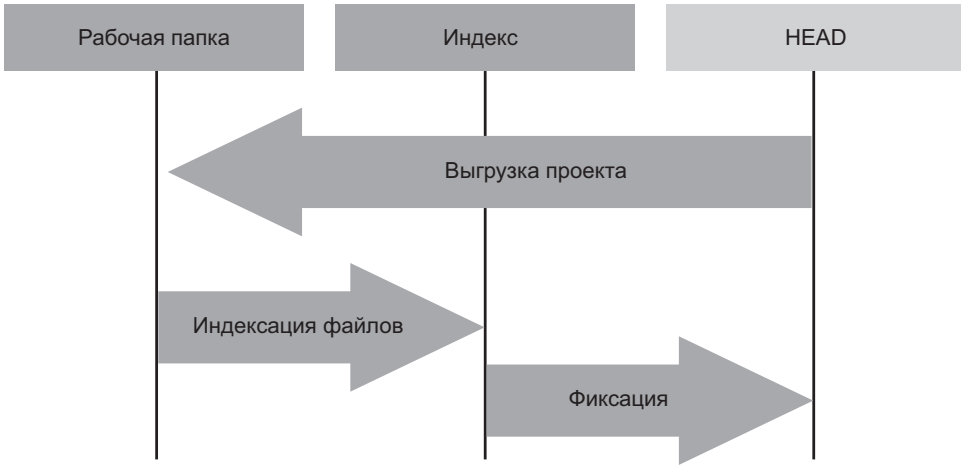 Рабочая папка
Индекс
HEAD
Выгрузка проекта
Индексация файлов
Фиксация